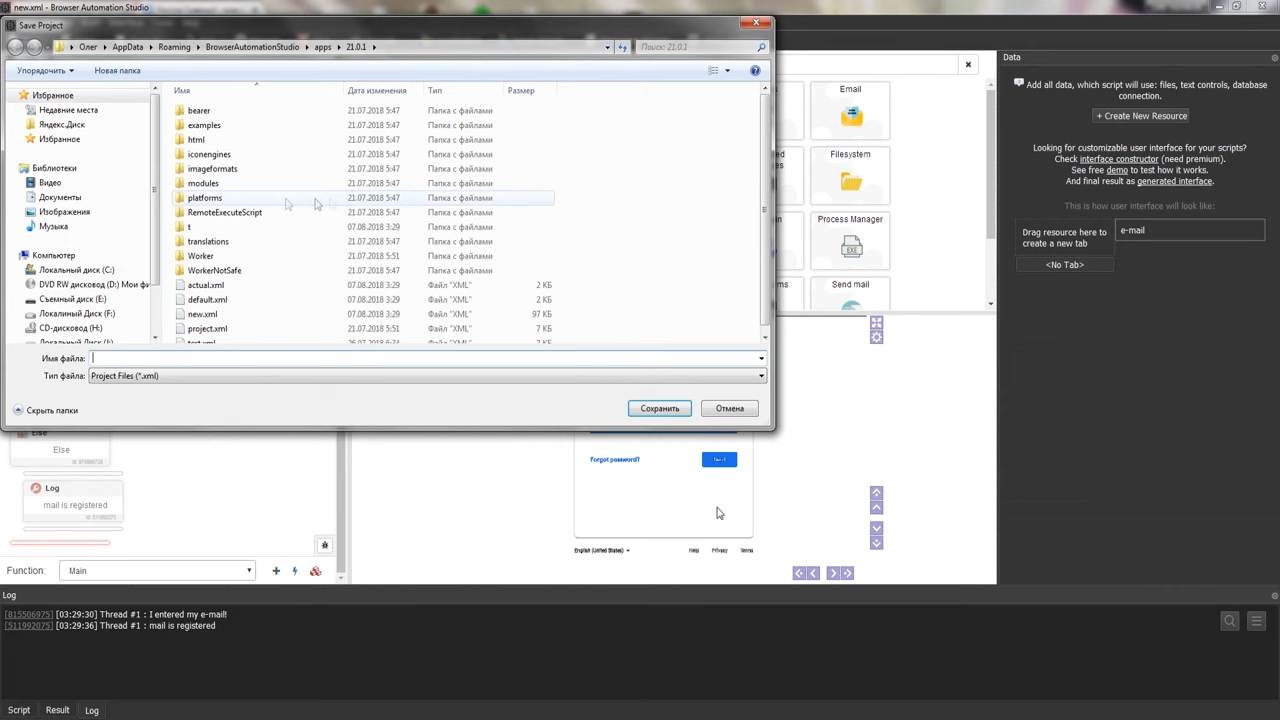 new.xml - Browser Automation Studio
Save Project
Олег
AppData
Roaming
BrowserAutomationStudio
apps
21.0.1
Поиск: 21.0.1
Упорядочить
Новая папка
Избранное
Недавние места
Яндекс.Диск
Избранное
Библиотеки
Видео
Документы
Изображения
Музыка
Компьютер
Локальный диск (C:)
DVD RW дисковод (D:) Мои ф
Съемный диск (E:)
Локалиный диск (F:)
CD-дисковод (H:)
Имя Дата изменения Тип Размер
bearer 21.07.2018 5:47 Папка с файлами
examples 21.07.2018 5:47 Папка с файлами
html 21.07.2018 5:47 Папка с файлами
iconengines 21.07.2018 5:47 Папка с файлами
imageformats 21.07.2018 5:47 Папка с файлами
modules 21.07.2018 5:47 Папка с файлами
platforms 21.07.2018 5:47 Папка с файлами
RemoteExecuteScript 21.07.2018 5:47 Папка с файлами
t 07.08.2018 3:29 Папка с файлами
translations 21.07.2018 5:47 Папка с файлами
Worker 21.07.2018 5:51 Папка с файлами
WorkerNotSafe 21.07.2018 5:47 Папка с файлами
actual.xml 07.08.2018 3:29 Файл "XML" 2 КБ
default.xml 07.08.2018 3:29 Файл "XML" 2 КБ
new.xml 07.08.2018 3:29 Файл "XML" 97 КБ
project.xml 21.07.2018 5:51 Файл "XML" 7 КБ
Имя файла:
Тип файла: Project Files (*.xml)
Скрыть папки
Сохранить
Отмена
Email
Filesystem
Process Manager
Send mail
Data
Add all data, which script will use: files, text controls, database
connection.
+ Create New Resource
Looking for customizable user interface for your scripts?
Check interface constructor (need premium).
See free demo to test how it works.
And final result as generated interface.
This is how user interface will look like:
Drag resource here to
create a new tab
<No Tab>
e-mail
Else
Else
Log
mail is registered
Function: Main
Forgot password?
Next
English (United States)
Help
Privacy
Terms
Log
[815506975] [03:29:30] Thread #1 : I entered my e-mail!
[511992075] [03:29:36] Thread #1 : mail is registered
Script
Result
Log